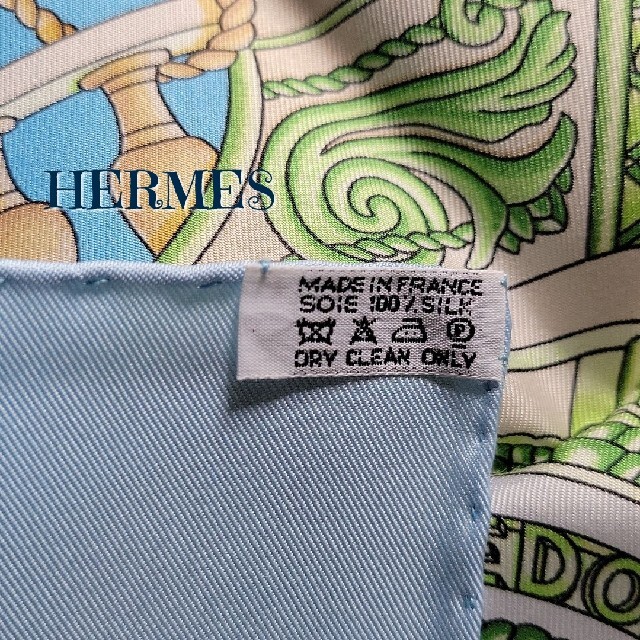 HERMES
MADE IN FRANCE
SOIE 100% SILK
DRY CLEAN ONLY